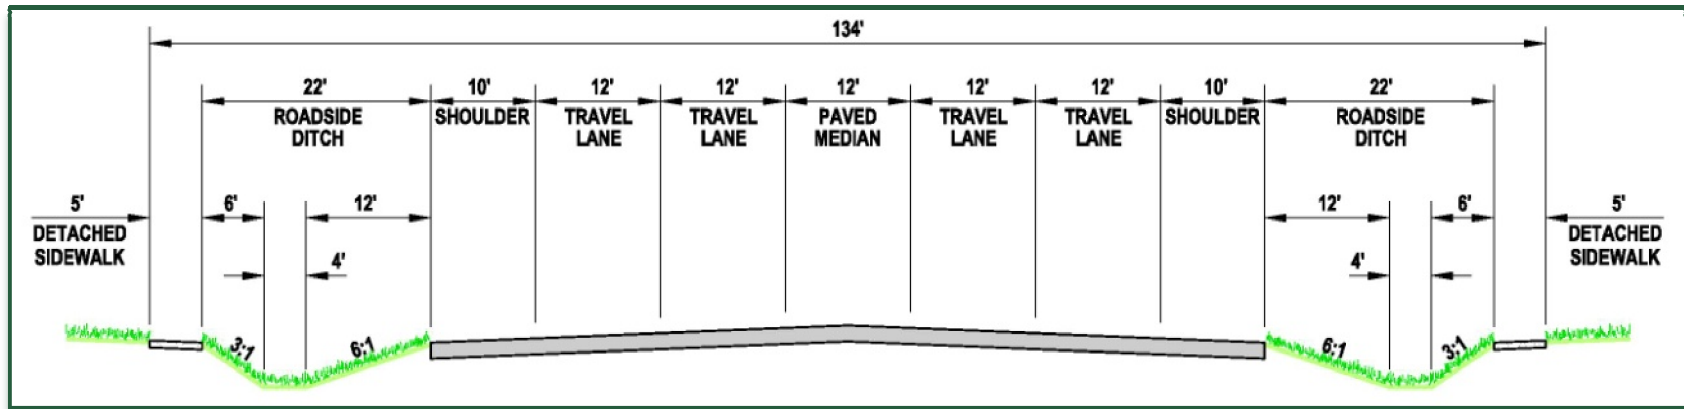 134'
22' 10' 12' 12' 12' 12' 12' 10' 22'
ROADSIDE SHOULDER TRAVEL TRAVEL PAVED TRAVEL TRAVEL SHOULDER ROADSIDE
DITCH LANE LANE MEDIAN LANE LANE DITCH
5' 6' 12' 12' 6' 5'
DETACHED DETACHED
SIDEWALK 4' 4' SIDEWALK
3:1 6:1 6:1 3:1